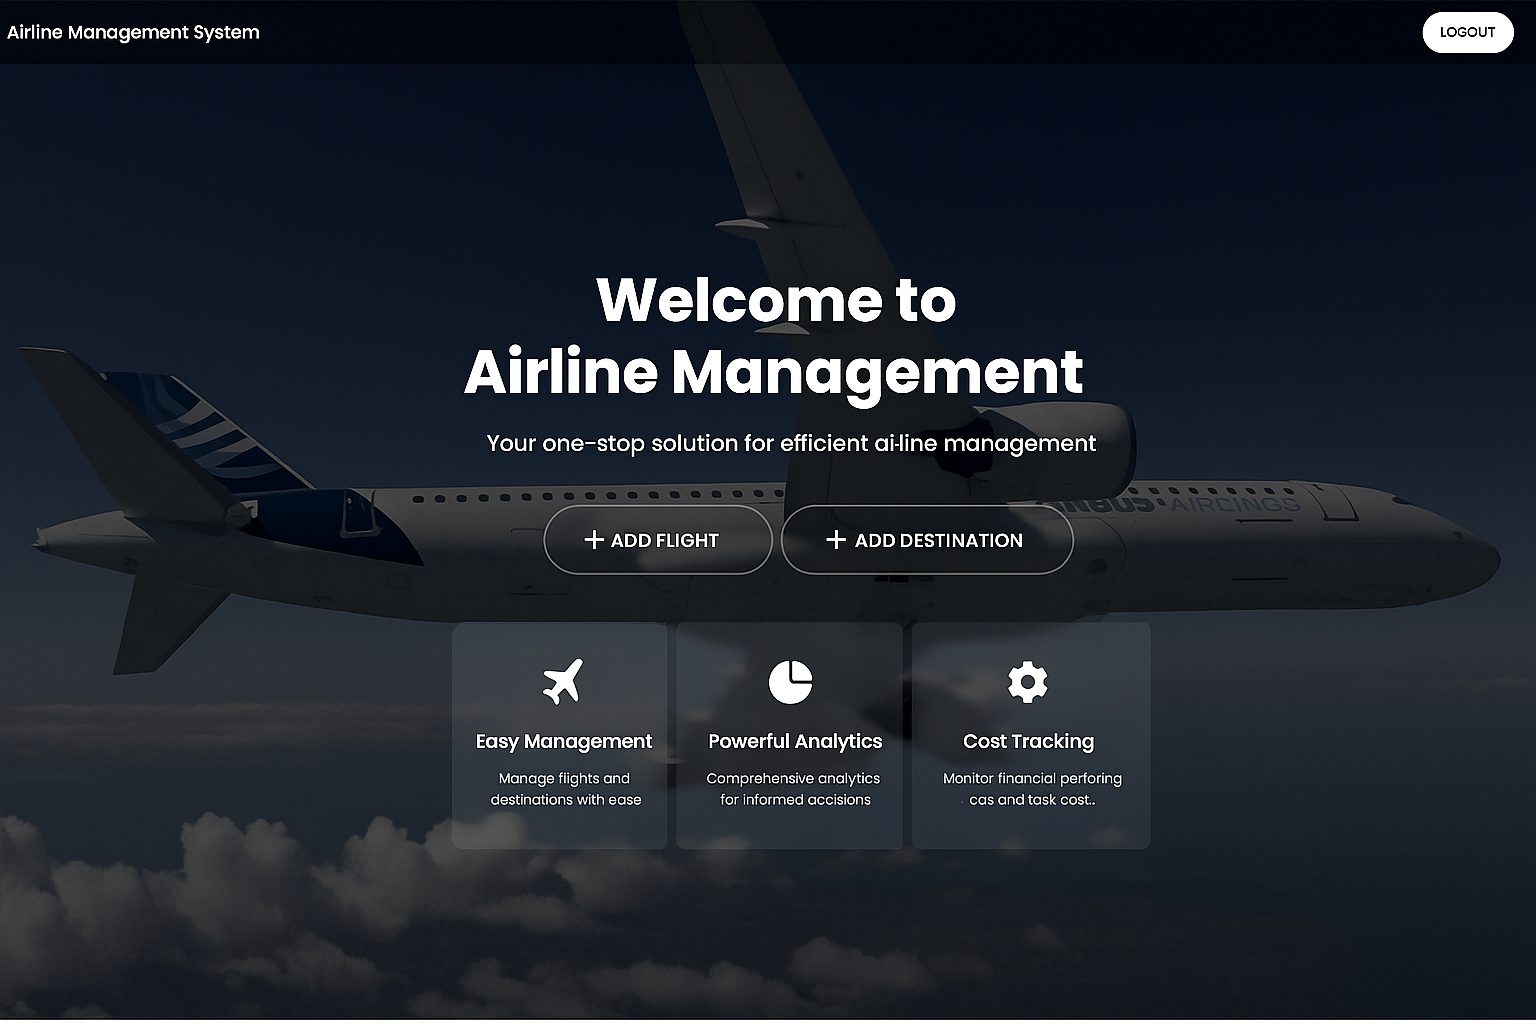 Airline Management System
LOGOUT
Welcome to
Airline Management
Your one-stop solution for efficient ai-line management
AIRLINGS
+ ADD FLIGHT
+ ADD DESTINATION
Easy Management
Manage flights and
destinations with ease
Powerful Analytics
Comprehensive analytics
for informed accisions
Cost Tracking
Monitor financial perforing
cas and task cost..